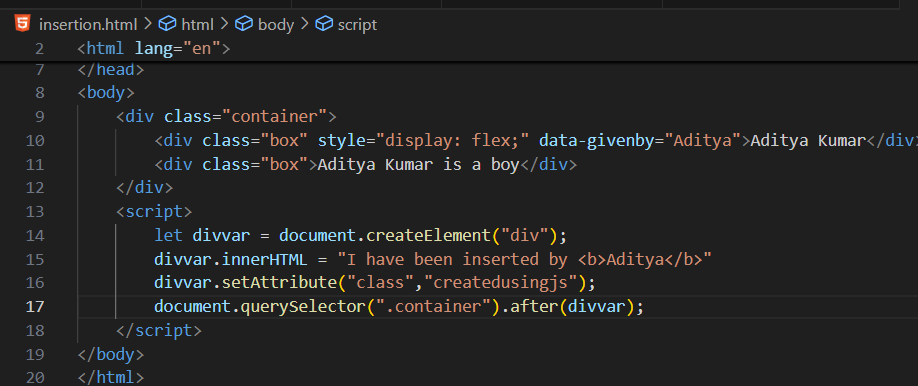 insertion.html > html > body > script
2 <html lang="en">
7 </head>
8 <body>
9 <div class="container">
10 <div class="box" style="display: flex;" data-givenby="Aditya">Aditya Kumar</div>
11 <div class="box">Aditya Kumar is a boy</div>
12 </div>
13 <script>
14 let divvar = document.createElement("div");
15 divvar.innerHTML = "I have been inserted by <b>Aditya</b>"
16 divvar.setAttribute("class","createdusingjs");
17 document.querySelector(".container").after(divvar);
18 </script>
19 </body>
20 </html>